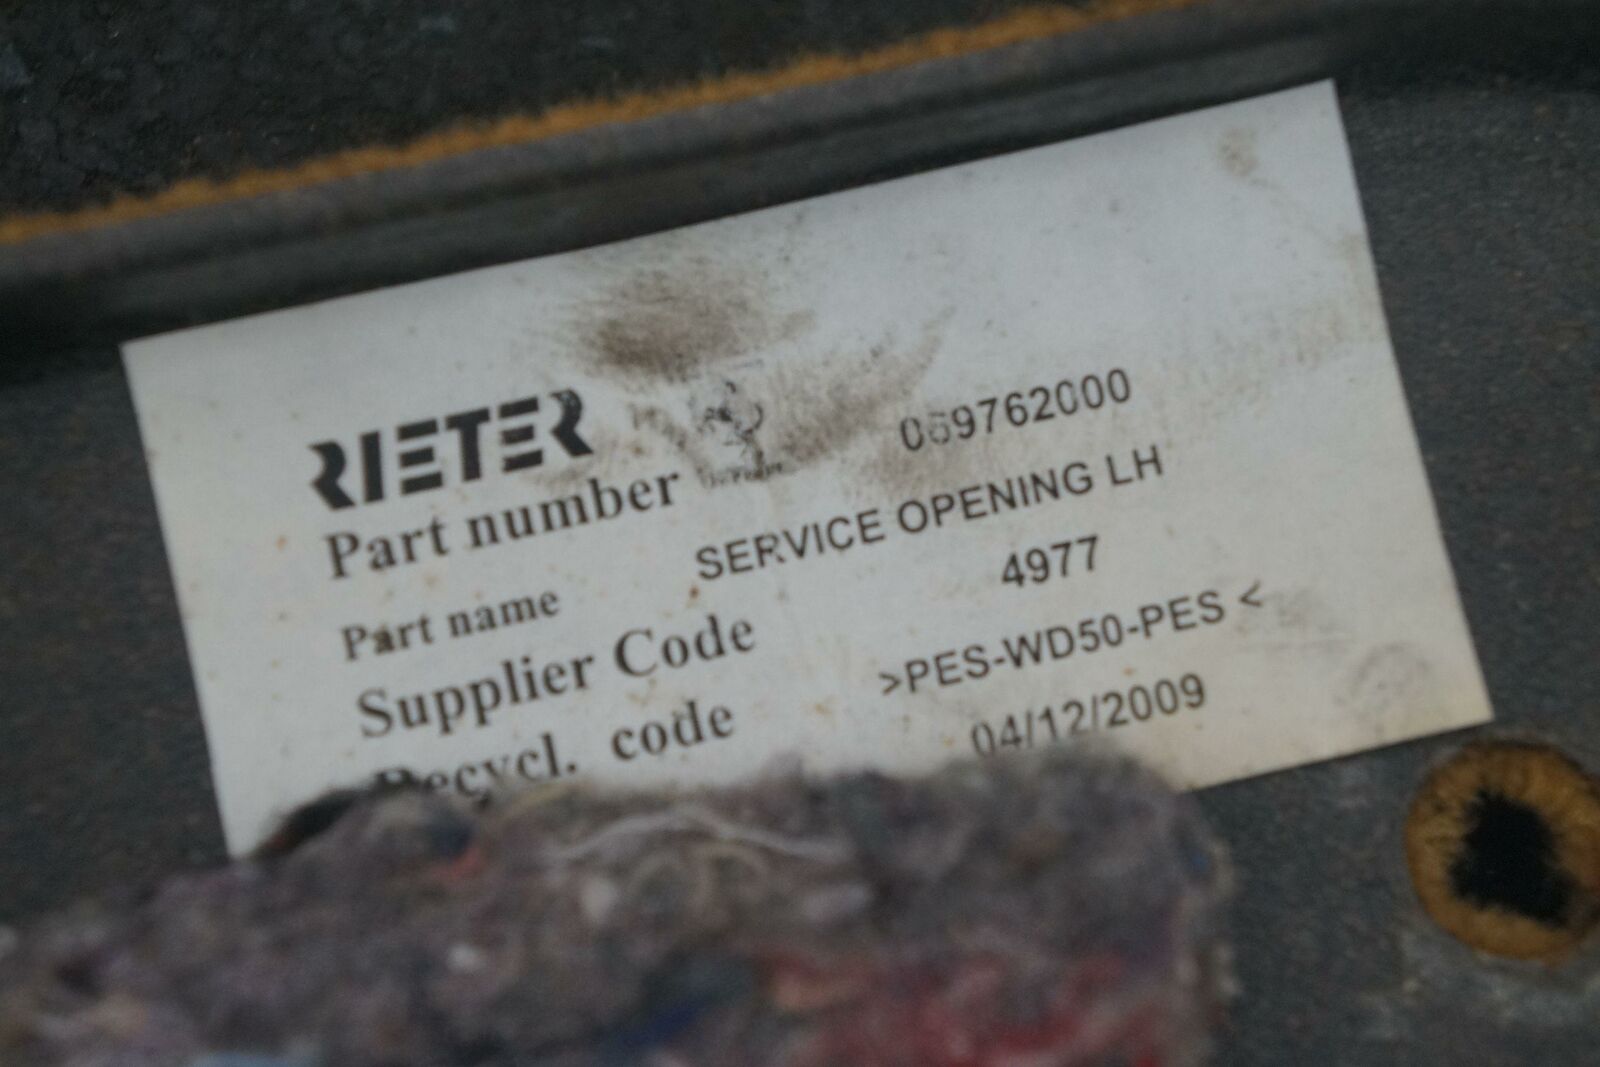 RIETER
Part number 069762000
Part name SERVICE OPENING LH
Supplier Code 4977
Recycl. code >PES-WD50-PES <
04/12/2009